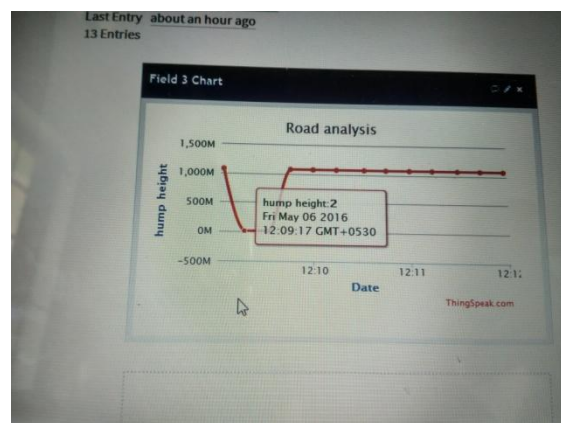 Last Entry about an hour ago
13 Entries
Field 3 Chart
Road analysis
1,500M
1,000M
500M
0M
-500M
hump height
hump height:2
Fri May 06 2016
12:09:17 GMT+0530
12:10
12:11
Date
ThingSpeak.com